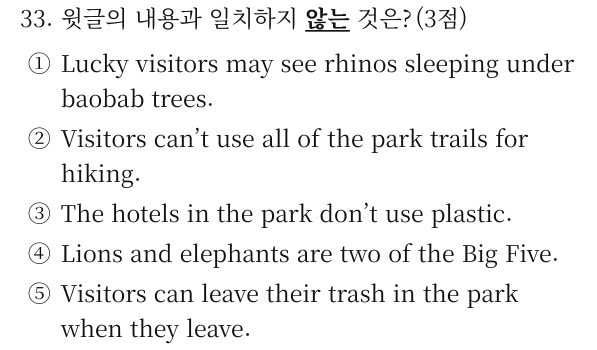 33. 윗글의 내용과 일치하지 않는 것은?(3점)
① Lucky visitors may see rhinos sleeping under
baobab trees.
② Visitors can’t use all of the park trails for
hiking.
③ The hotels in the park don’t use plastic.
④ Lions and elephants are two of the Big Five.
⑤ Visitors can leave their trash in the park
when they leave.